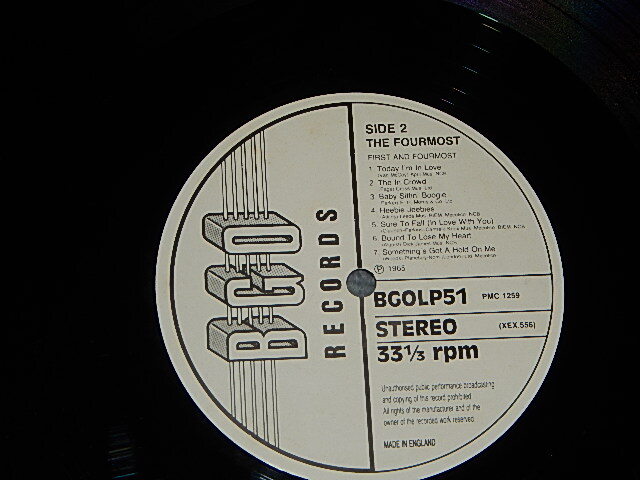 BGO
RECORDS
SIDE 2
THE FOURMOST
FIRST AND FOURMOST
1 Today I'm In Love
2 The In Crowd
3 Baby Sittin' Boogie
4 Heebie Jeebies
5 Sure To Fall (In Love With You)
6 Bound To Lose My Heart
7 Something's Got A Hold On Me
℗ 1965
BGOLP51 PMC 1259
STEREO (XEX.556)
33⅓ rpm
Unauthorised public performance broadcasting
and copying of this record prohibited
All rights of the manufacturer and of the
owner of the recorded work reserved
MADE IN ENGLAND